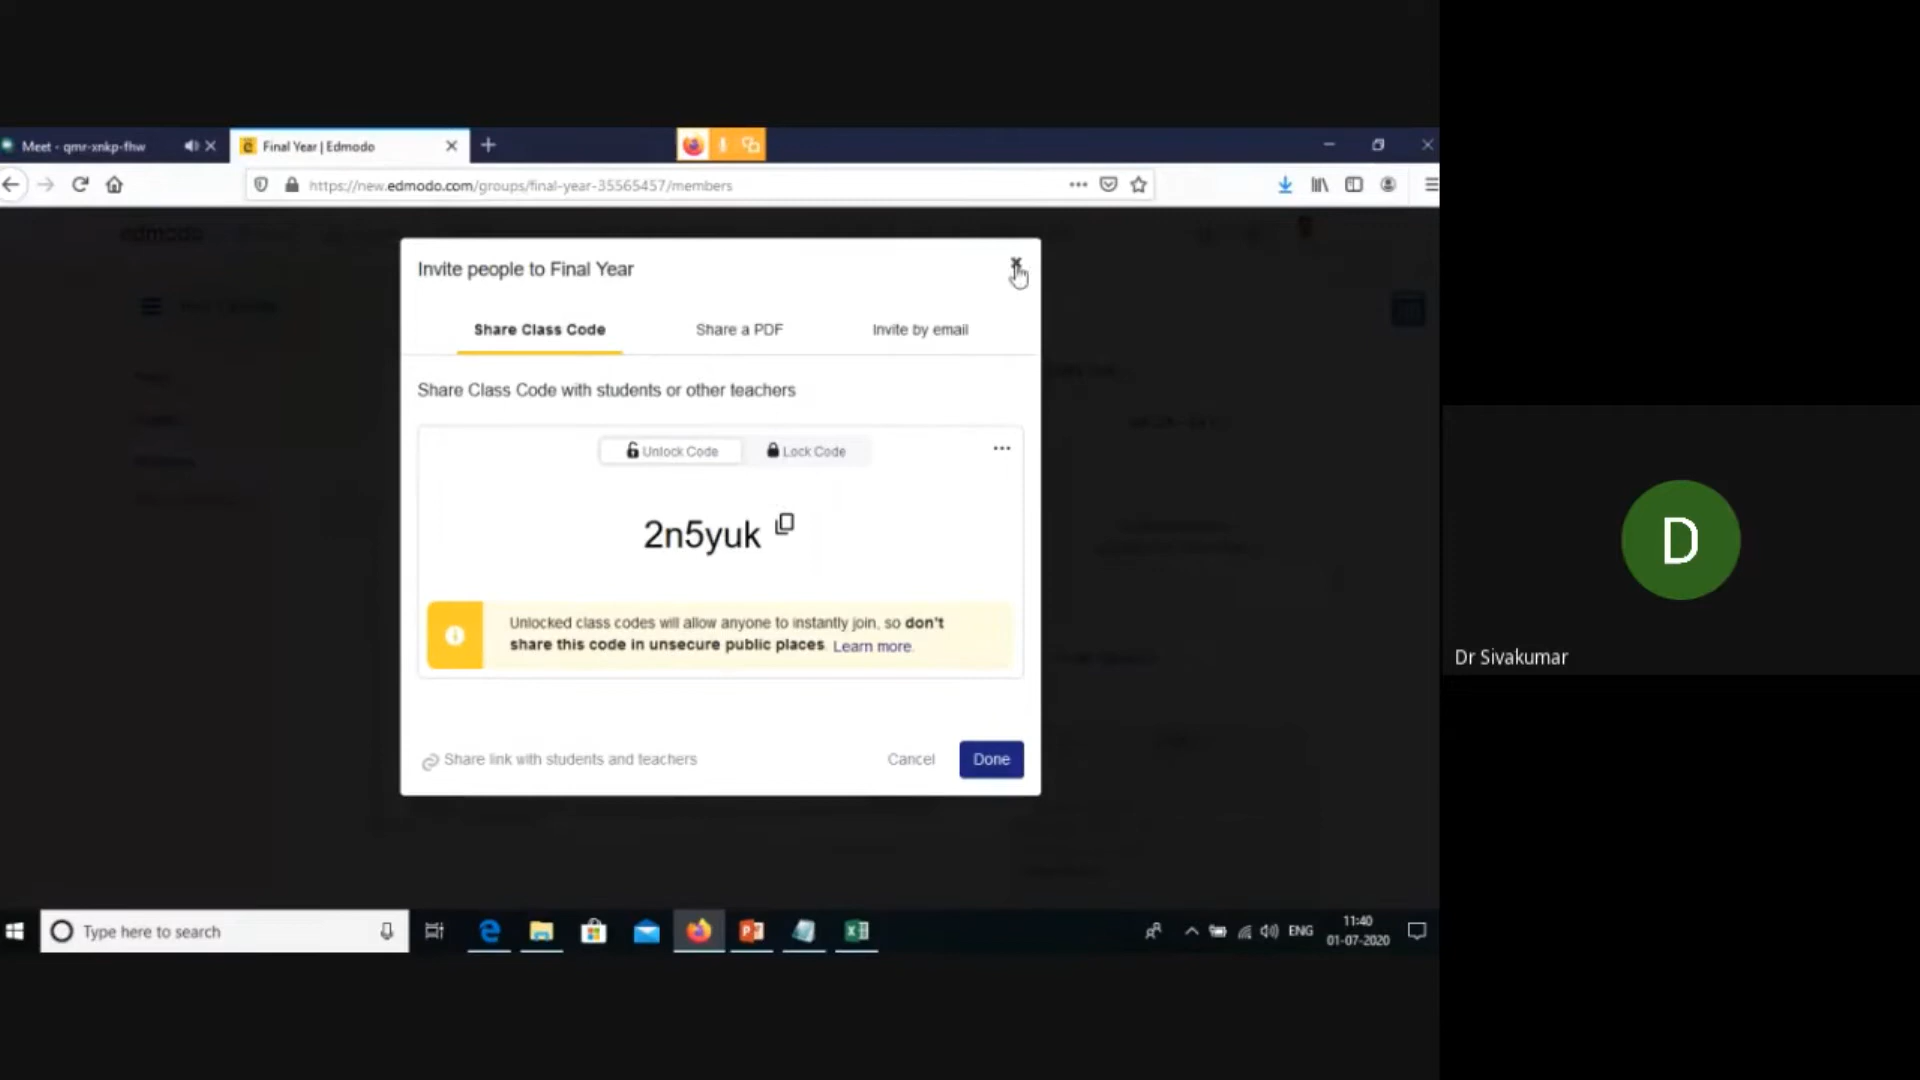 Meet - qmr-xnkp-fhw
Final Year | Edmodo
https://new.edmodo.com/groups/final-year-35565457/members
edmodo
Invite people to Final Year
Share Class Code
Share a PDF
Invite by email
Share Class Code with students or other teachers
Unlock Code
Lock Code
2n5yuk
Unlocked class codes will allow anyone to instantly join, so don't
share this code in unsecure public places. Learn more.
Share link with students and teachers
Cancel
Done
D
Dr Sivakumar
Type here to search
ENG
11:40
01-07-2020